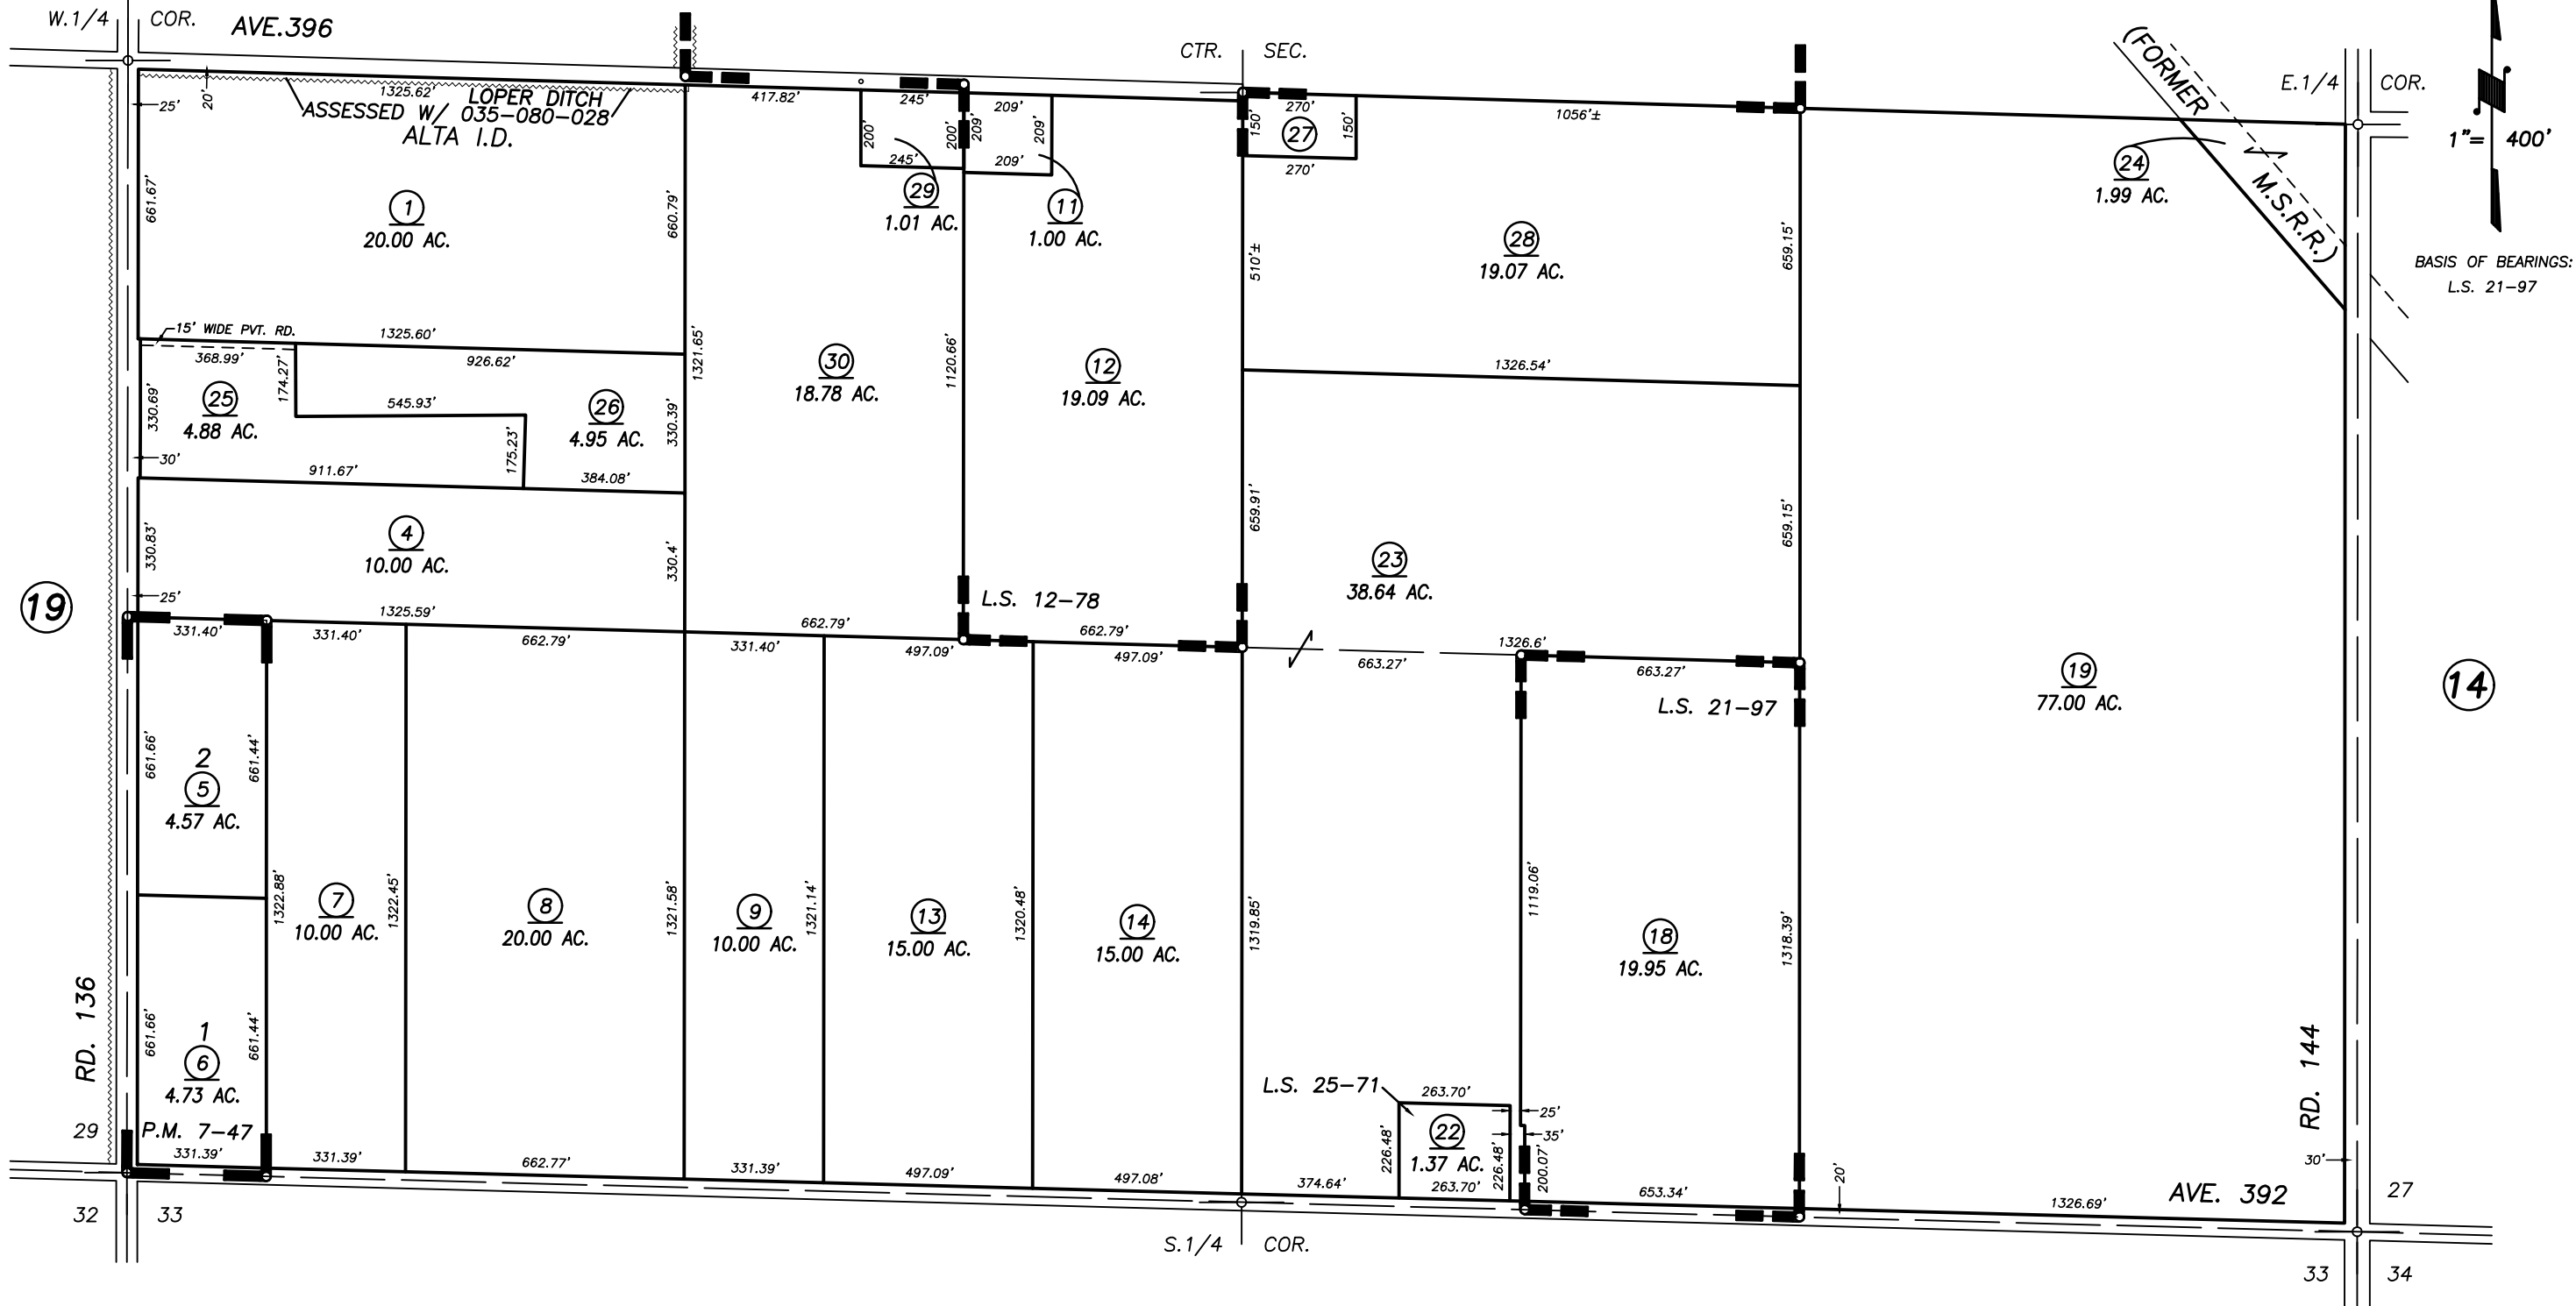 W.1/4 COR.
AVE.396
CTR. SEC.
E.1/4 COR.
(FORMER
M.S.R.R.)
1"= 400'
BASIS OF BEARINGS:
L.S. 21-97
25'
20'
1325.62'
LOPER DITCH
ASSESSED W/ 035-080-028
ALTA I.D.
417.82'
245'
200'
200'
245'
209'
209'
209'
209'
270'
150'
27
150'
270'
1056'±
24
1.99 AC.
661.67'
1
20.00 AC.
660.79'
29
1.01 AC.
11
1.00 AC.
510'±
28
19.07 AC.
659.15'
15' WIDE PVT. RD.
1325.60'
368.99'
174.27'
926.62'
1321.65'
30
18.78 AC.
1120.66'
12
19.09 AC.
1326.54'
330.69'
25
4.88 AC.
545.93'
26
4.95 AC.
330.39'
30'
911.67'
175.23'
384.08'
659.91'
659.15'
330.83'
4
10.00 AC.
330.4'
23
38.64 AC.
25'
19
331.40'
331.40'
1325.59'
662.79'
331.40'
662.79'
497.09'
L.S. 12-78
662.79'
497.09'
663.27'
1326.6'
663.27'
L.S. 21-97
19
77.00 AC.
14
661.66'
2
5
4.57 AC.
661.44'
1322.88'
7
10.00 AC.
1322.45'
8
20.00 AC.
1321.58'
9
10.00 AC.
1321.14'
13
15.00 AC.
1320.48'
14
15.00 AC.
1319.85'
1119.06'
18
19.95 AC.
1318.39'
RD. 136
661.66'
1
6
4.73 AC.
661.44'
P.M. 7-47
29
331.39'
331.39'
662.77'
331.39'
497.09'
497.08'
L.S. 25-71
263.70'
226.48'
22
1.37 AC.
226.48'
25'
35'
200.07'
374.64'
263.70'
653.34'
20'
1326.69'
AVE. 392
RD. 144
30'
27
32 33
S.1/4 COR.
33 34